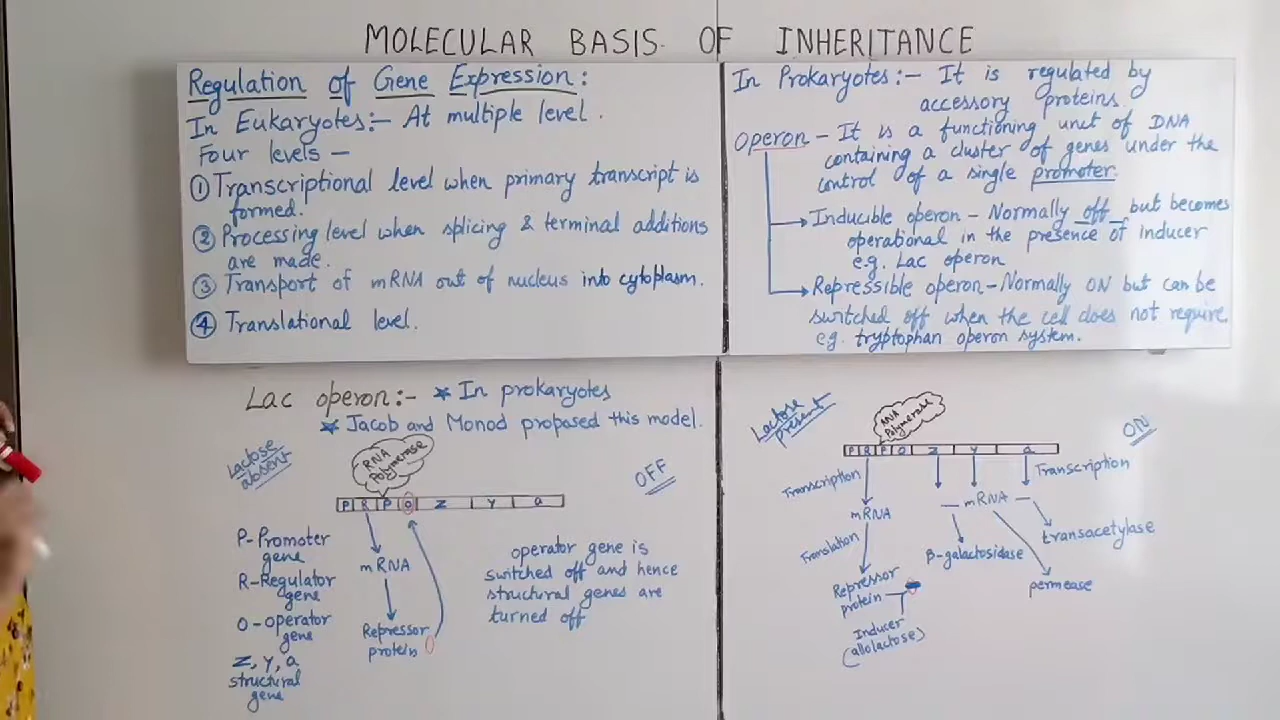 MOLECULAR BASIS OF INHERITANCE
Regulation of Gene Expression:
In Eukaryotes:- At multiple level.
Four levels -
① Transcriptional level when primary transcript is
formed.
② Processing level when splicing & terminal additions
are made.
③ Transport of mRNA out of nucleus into cytoplasm.
④ Translational level.
In Prokaryotes:- It is regulated by
accessory proteins.
Operon - It is a functioning unit of DNA
containing a cluster of genes under the
control of a single promoter.
Inducible operon - Normally off but becomes
operational in the presence of Inducer
e.g. Lac operon
Repressible operon - Normally ON but can be
switched off when the cell does not require.
e.g. tryptophan operon system.
Lac operon:- * In prokaryotes
* Jacob and Monod proposed this model.
Lactose
absent
RNA
Polymerase
OFF
P R P O Z Y a
P-Promoter
gene
R-Regulator
gene
O-operator
gene
Z, Y, a
structural
gene
mRNA
Repressor
protein
operator gene is
switched off and hence
structural genes are
turned off
Lactose
present
RNA
Polymerase
ON
P R P O Z Y a
Transcription
Transcription
mRNA
mRNA
transacetylase
Translation
β-galactosidase
permease
Repressor
protein
Inducer
(allolactose)